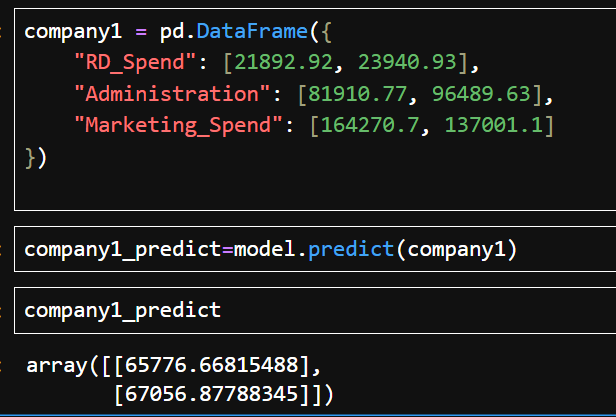 company1 = pd.DataFrame({
    "RD_Spend": [21892.92, 23940.93],
    "Administration": [81910.77, 96489.63],
    "Marketing_Spend": [164270.7, 137001.1]
})
company1_predict=model.predict(company1)
company1_predict
array([[65776.66815488],
       [67056.87788345]])